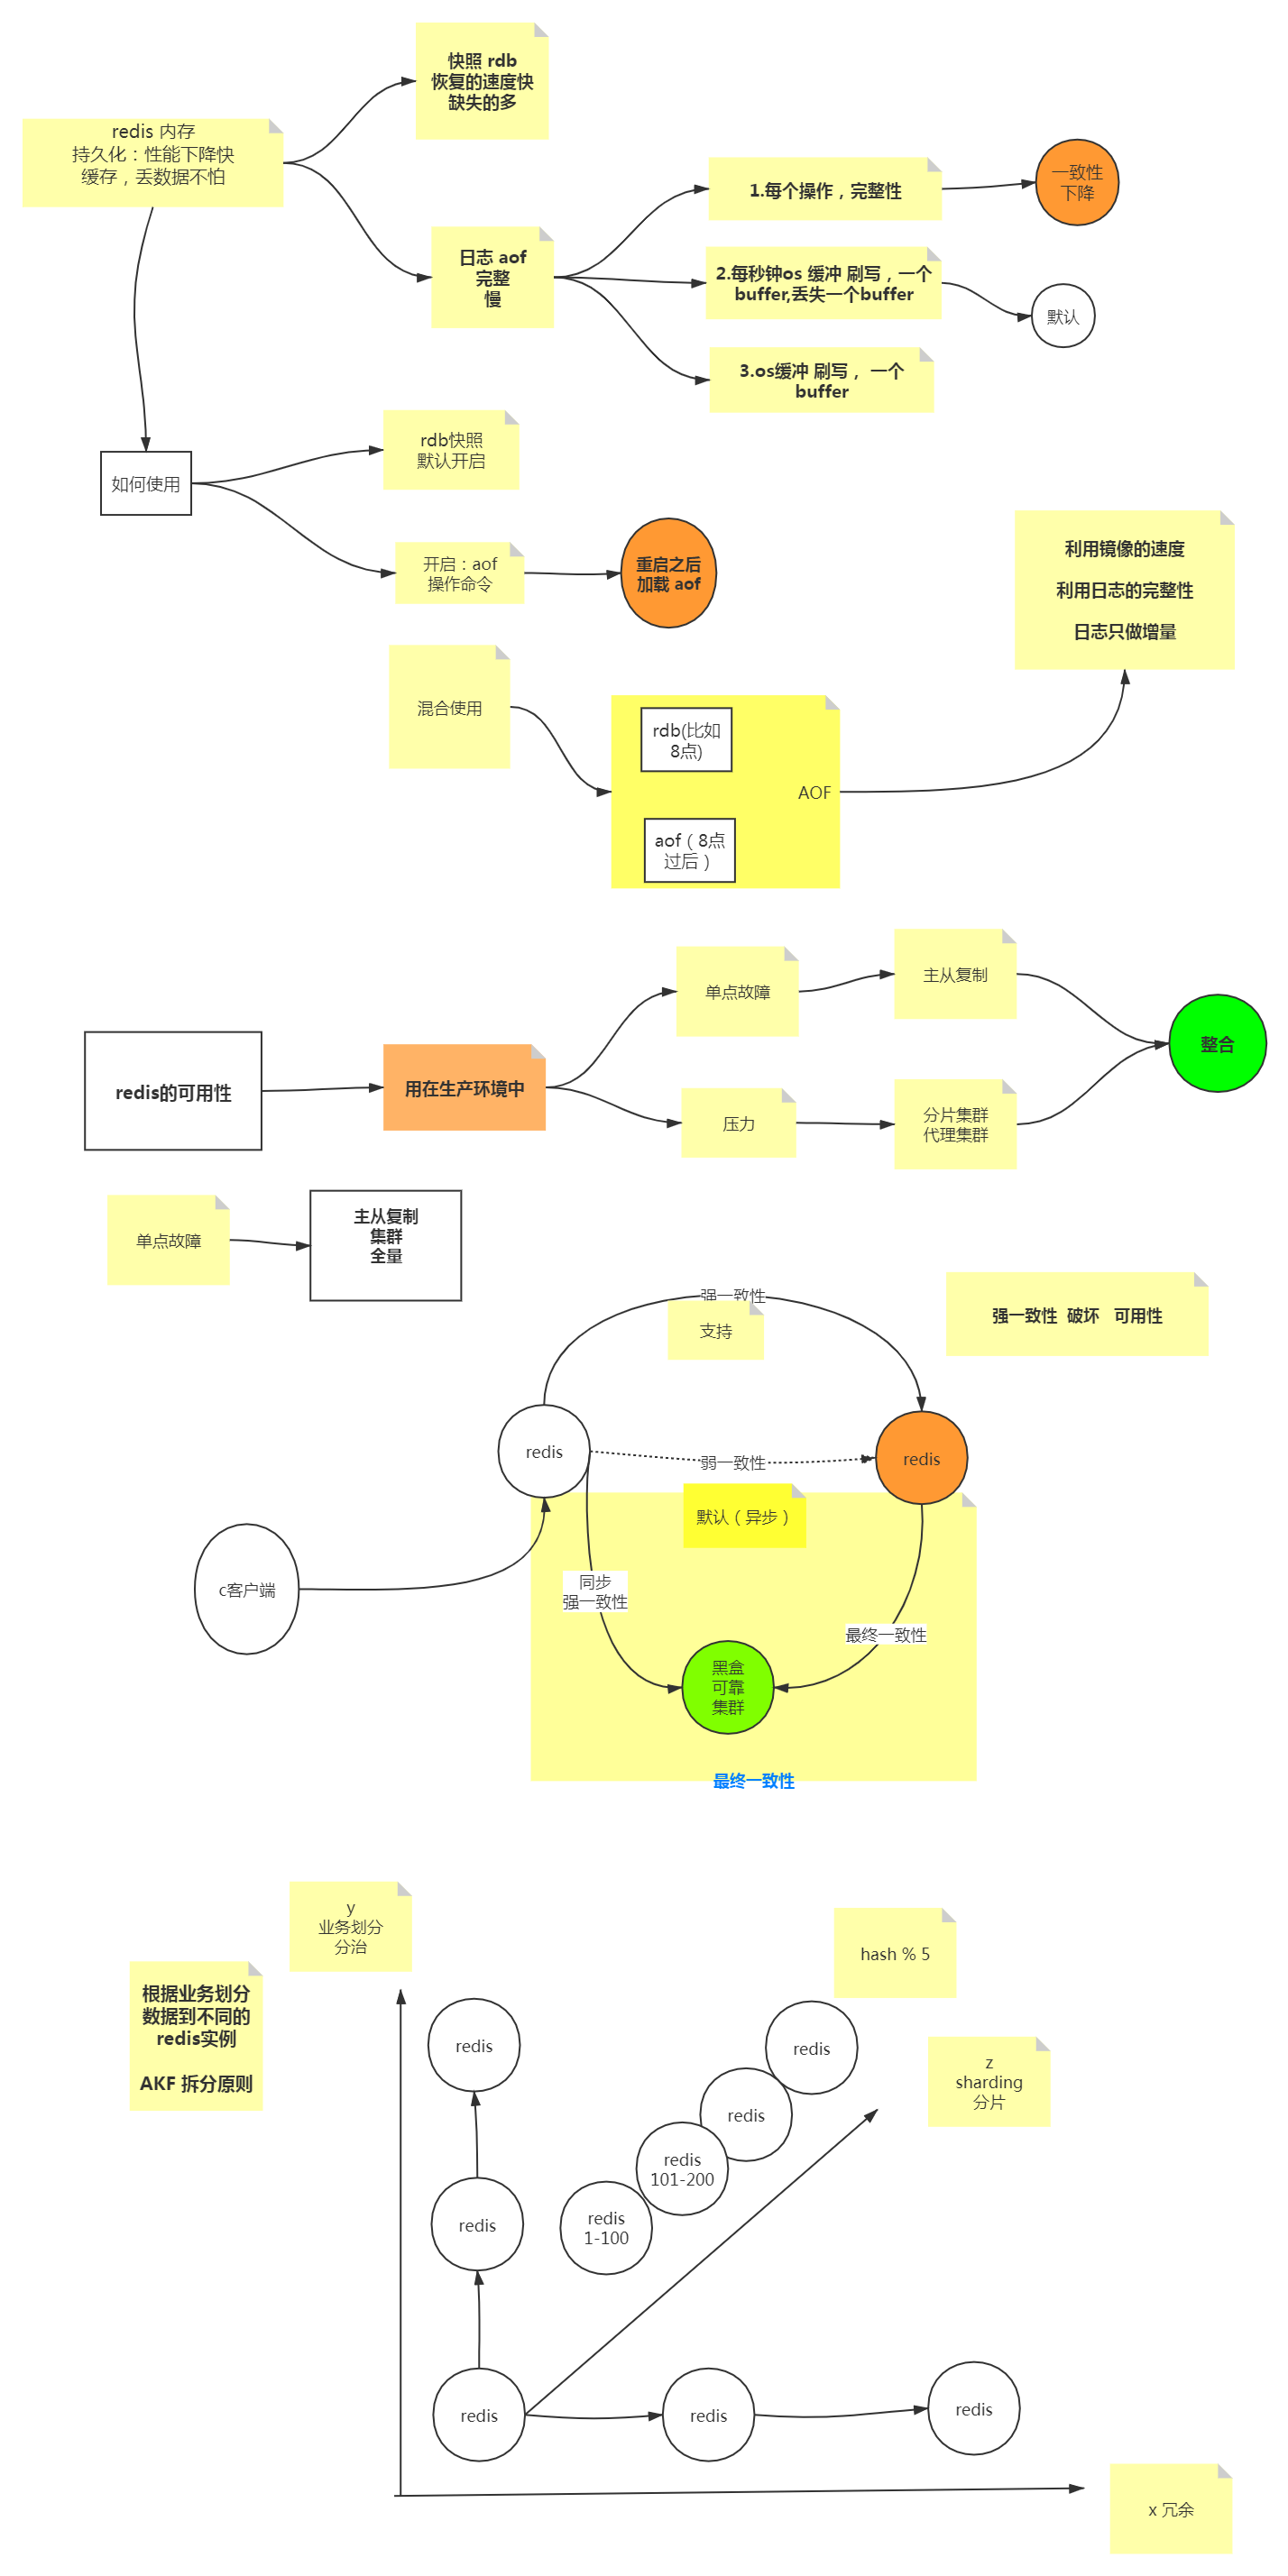 快照 rdb
恢复的速度快
缺失的多
redis 内存
持久化：性能下降快
缓存，丢数据不怕
日志 aof
完整
慢
1.每个操作，完整性
一致性
下降
2.每秒钟os 缓冲 刷写，一个
buffer,丢失一个buffer
默认
3.os缓冲 刷写， 一个
buffer
如何使用
rdb快照
默认开启
开启：aof
操作命令
重启之后
加载 aof
利用镜像的速度
利用日志的完整性
日志只做增量
混合使用
rdb(比如
8点)
AOF
aof（8点
过后）
redis的可用性
用在生产环境中
单点故障
主从复制
整合
压力
分片集群
代理集群
单点故障
主从复制
集群
全量
强一致性
支持
强一致性 破坏 可用性
redis
弱一致性
redis
默认（异步）
c客户端
同步
强一致性
最终一致性
黑盒
可靠
集群
最终一致性
y
业务划分
分治
根据业务划分
数据到不同的
redis实例
AKF 拆分原则
hash % 5
z
sharding
分片
redis
redis
redis
redis
101-200
redis
1-100
redis
redis
redis
redis
x 冗余